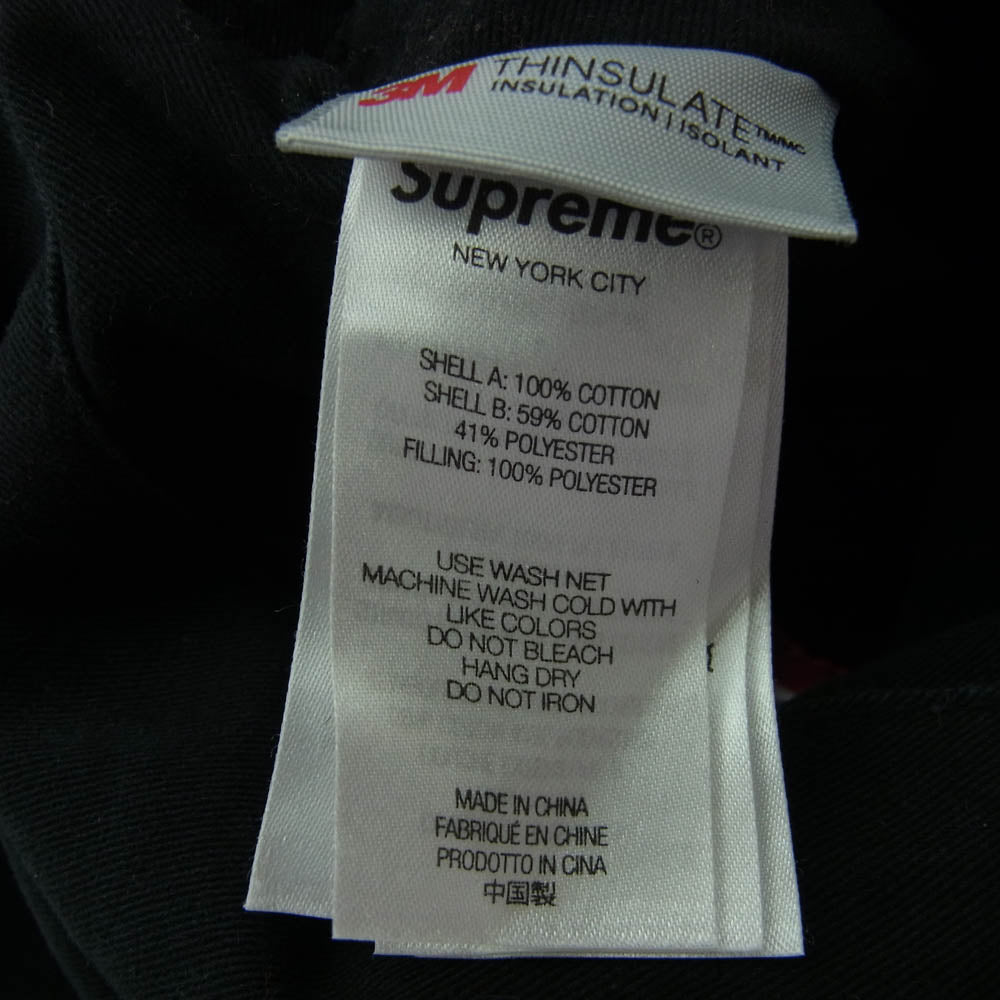 3M THINSULATE™/MC
INSULATION | ISOLANT
Supreme®
NEW YORK CITY
SHELL A: 100% COTTON
SHELL B: 59% COTTON
41% POLYESTER
FILLING: 100% POLYESTER
USE WASH NET
MACHINE WASH COLD WITH
LIKE COLORS
DO NOT BLEACH
HANG DRY
DO NOT IRON
MADE IN CHINA
FABRIQUÉ EN CHINE
PRODOTTO IN CINA
中国製